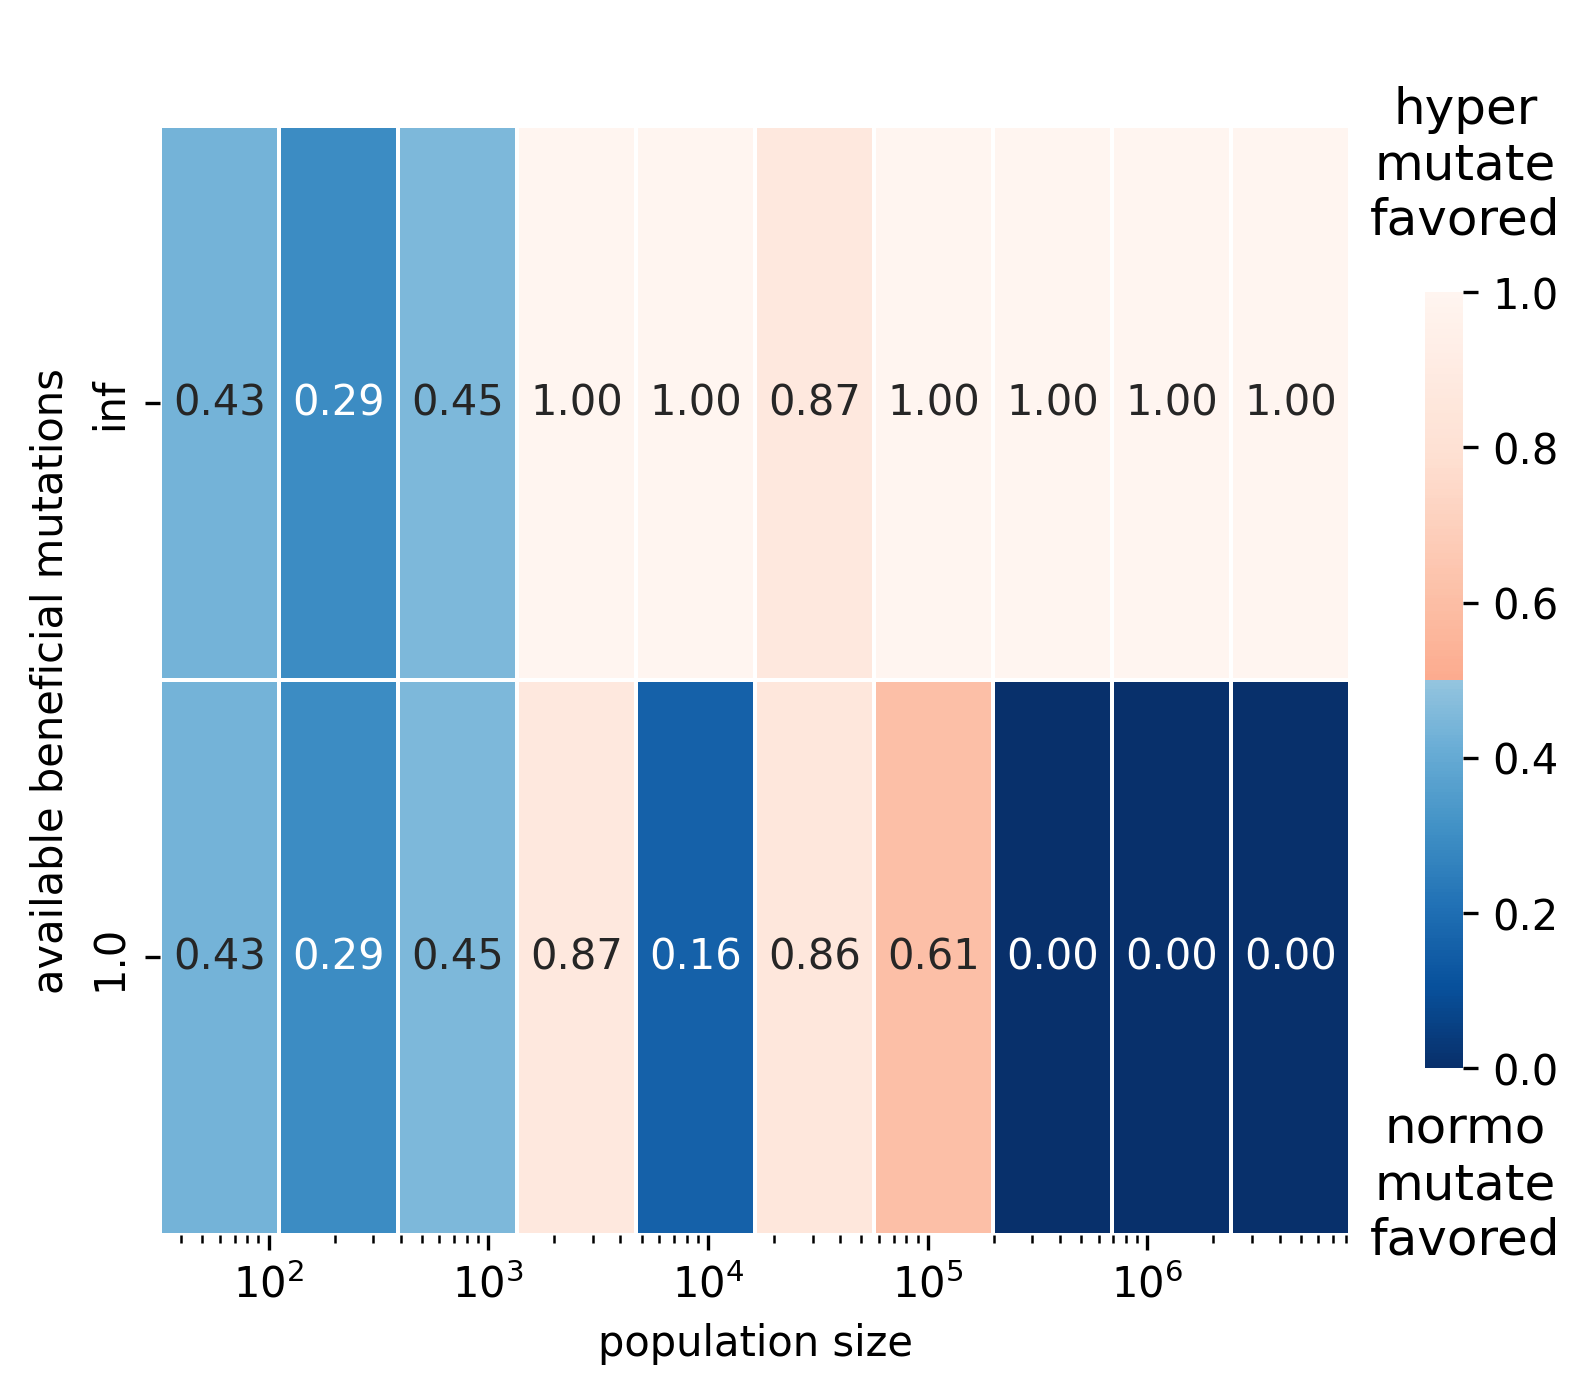 hyper
mutate
favored
available beneficial mutations
inf
0.43 0.29 0.45 1.00 1.00 0.87 1.00 1.00 1.00 1.00
1.0
0.43 0.29 0.45 0.87 0.16 0.86 0.61 0.00 0.00 0.00
10² 10³ 10⁴ 10⁵ 10⁶
population size
1.0
0.8
0.6
0.4
0.2
0.0
normo
mutate
favored